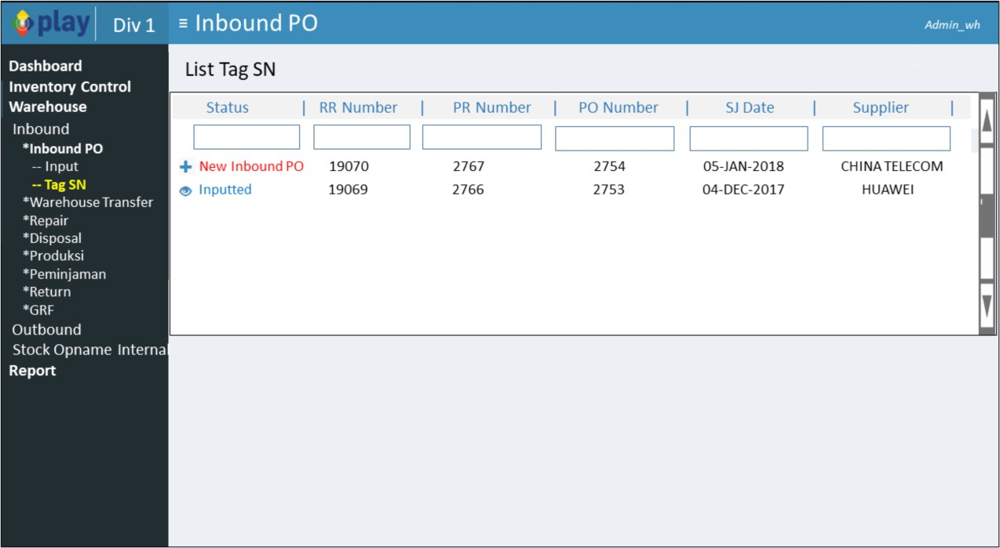 play Div 1 ≡ Inbound PO Admin_wh
Dashboard
Inventory Control
Warehouse
Inbound
*Inbound PO
-- Input
-- Tag SN
*Warehouse Transfer
*Repair
*Disposal
*Produksi
*Peminjaman
*Return
*GRF
Outbound
Stock Opname Internal
Report
List Tag SN
Status | RR Number | PR Number | PO Number | SJ Date | Supplier |
New Inbound PO 19070 2767 2754 05-JAN-2018 CHINA TELECOM
Inputted 19069 2766 2753 04-DEC-2017 HUAWEI